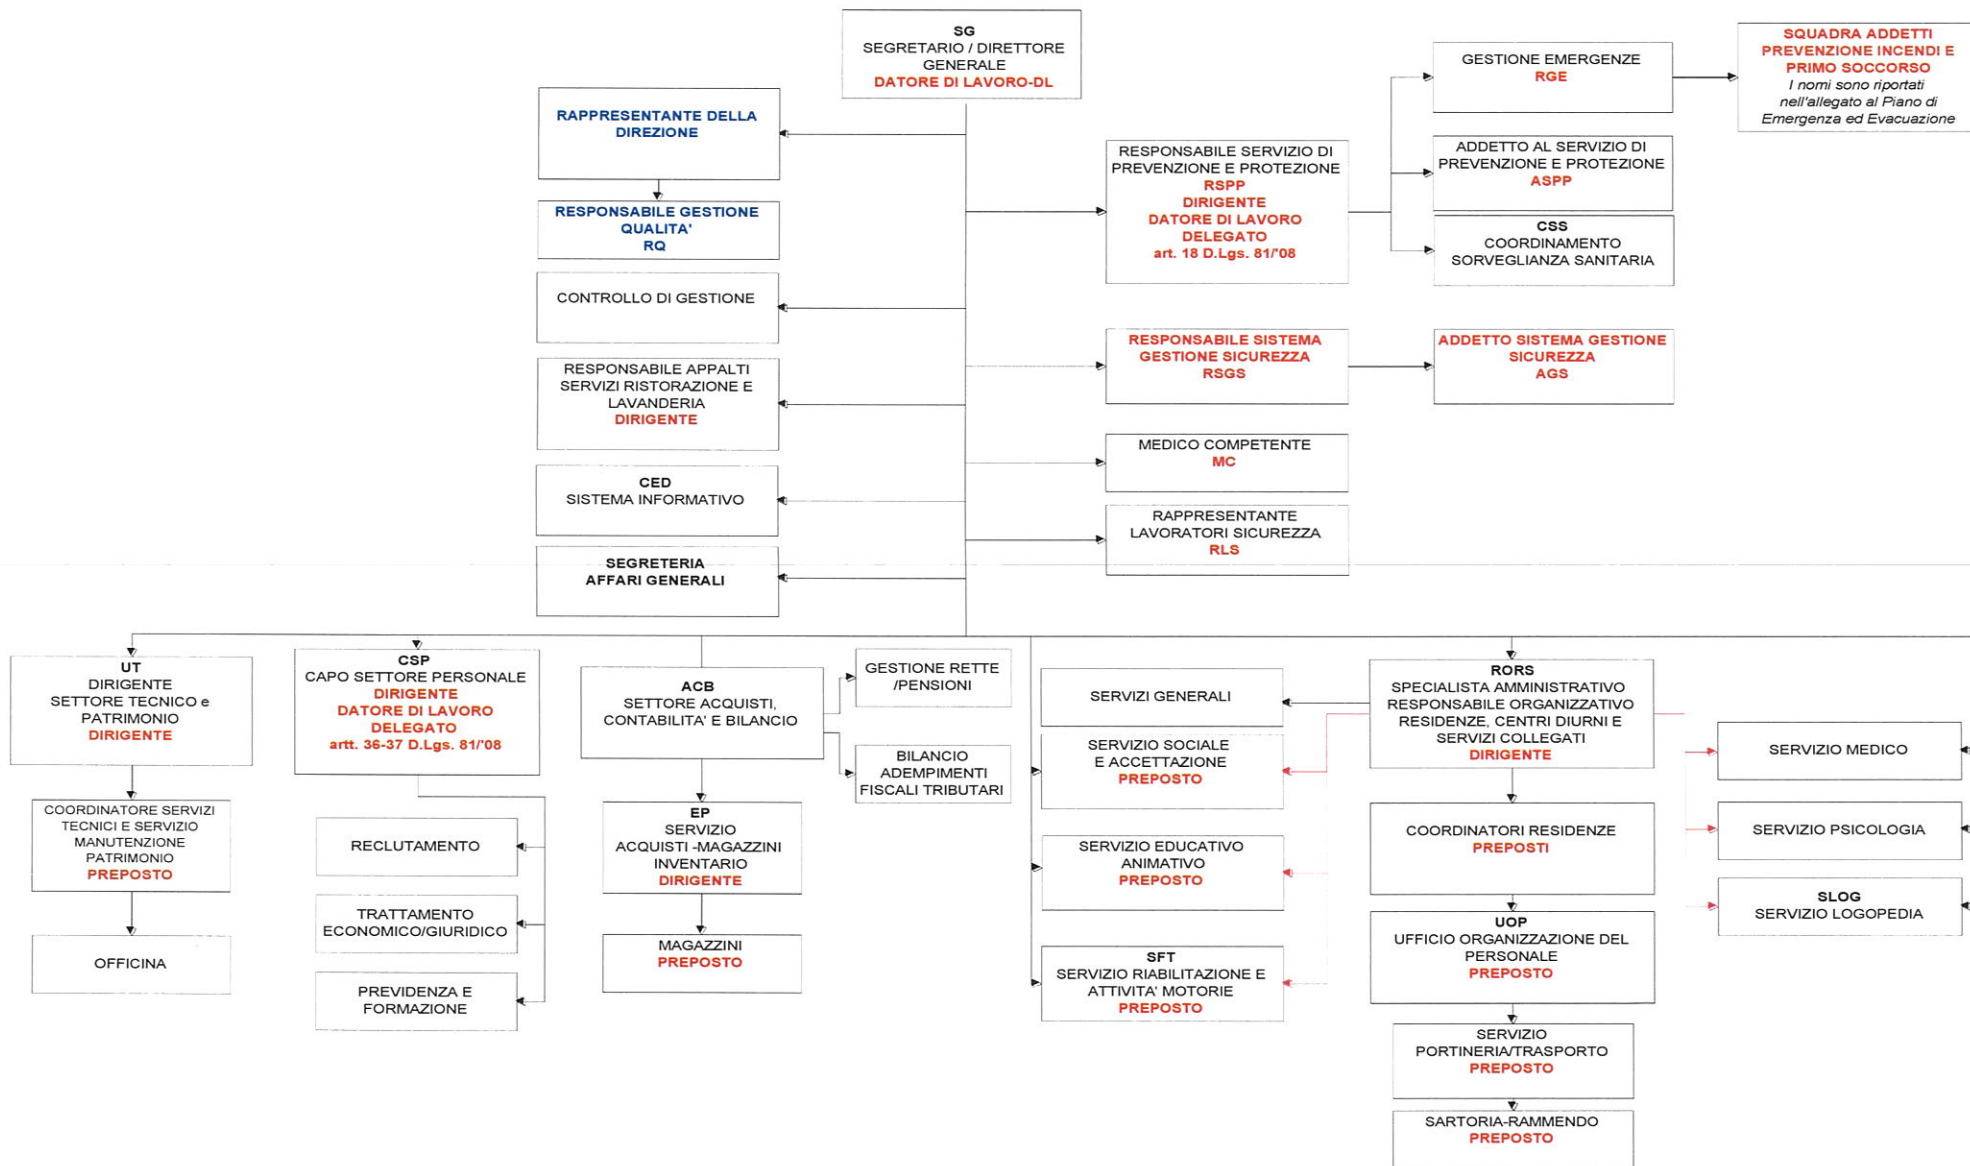 SG
SEGRETARIO / DIRETTORE
GENERALE
DATORE DI LAVORO-DL
RAPPRESENTANTE DELLA
DIREZIONE
RESPONSABILE GESTIONE
QUALITA'
RQ
CONTROLLO DI GESTIONE
RESPONSABILE APPALTI
SERVIZI RISTORAZIONE E
LAVANDERIA
DIRIGENTE
CED
SISTEMA INFORMATIVO
SEGRETERIA
AFFARI GENERALI
RESPONSABILE SERVIZIO DI
PREVENZIONE E PROTEZIONE
RSPP
DIRIGENTE
DATORE DI LAVORO
DELEGATO
art. 18 D.Lgs. 81/'08
GESTIONE EMERGENZE
RGE
SQUADRA ADDETTI
PREVENZIONE INCENDI E
PRIMO SOCCORSO
I nomi sono riportati
nell'allegato al Piano di
Emergenza ed Evacuazione
ADDETTO AL SERVIZIO DI
PREVENZIONE E PROTEZIONE
ASPP
CSS
COORDINAMENTO
SORVEGLIANZA SANITARIA
RESPONSABILE SISTEMA
GESTIONE SICUREZZA
RSGS
ADDETTO SISTEMA GESTIONE
SICUREZZA
AGS
MEDICO COMPETENTE
MC
RAPPRESENTANTE
LAVORATORI SICUREZZA
RLS
UT
DIRIGENTE
SETTORE TECNICO e
PATRIMONIO
DIRIGENTE
COORDINATORE SERVIZI
TECNICI E SERVIZIO
MANUTENZIONE
PATRIMONIO
PREPOSTO
OFFICINA
CSP
CAPO SETTORE PERSONALE
DIRIGENTE
DATORE DI LAVORO
DELEGATO
artt. 36-37 D.Lgs. 81/'08
RECLUTAMENTO
TRATTAMENTO
ECONOMICO/GIURIDICO
PREVIDENZA E
FORMAZIONE
ACB
SETTORE ACQUISTI,
CONTABILITA' E BILANCIO
GESTIONE RETTE
/PENSIONI
BILANCIO
ADEMPIMENTI
FISCALI TRIBUTARI
EP
SERVIZIO
ACQUISTI -MAGAZZINI
INVENTARIO
DIRIGENTE
MAGAZZINI
PREPOSTO
SERVIZI GENERALI
SERVIZIO SOCIALE
E ACCETTAZIONE
PREPOSTO
SERVIZIO EDUCATIVO
ANIMATIVO
PREPOSTO
SFT
SERVIZIO RIABILITAZIONE E
ATTIVITA' MOTORIE
PREPOSTO
RORS
SPECIALISTA AMMINISTRATIVO
RESPONSABILE ORGANIZZATIVO
RESIDENZE, CENTRI DIURNI E
SERVIZI COLLEGATI
DIRIGENTE
COORDINATORI RESIDENZE
PREPOSTI
UOP
UFFICIO ORGANIZZAZIONE DEL
PERSONALE
PREPOSTO
SERVIZIO
PORTINERIA/TRASPORTO
PREPOSTO
SARTORIA-RAMMENDO
PREPOSTO
SERVIZIO MEDICO
SERVIZIO PSICOLOGIA
SLOG
SERVIZIO LOGOPEDIA